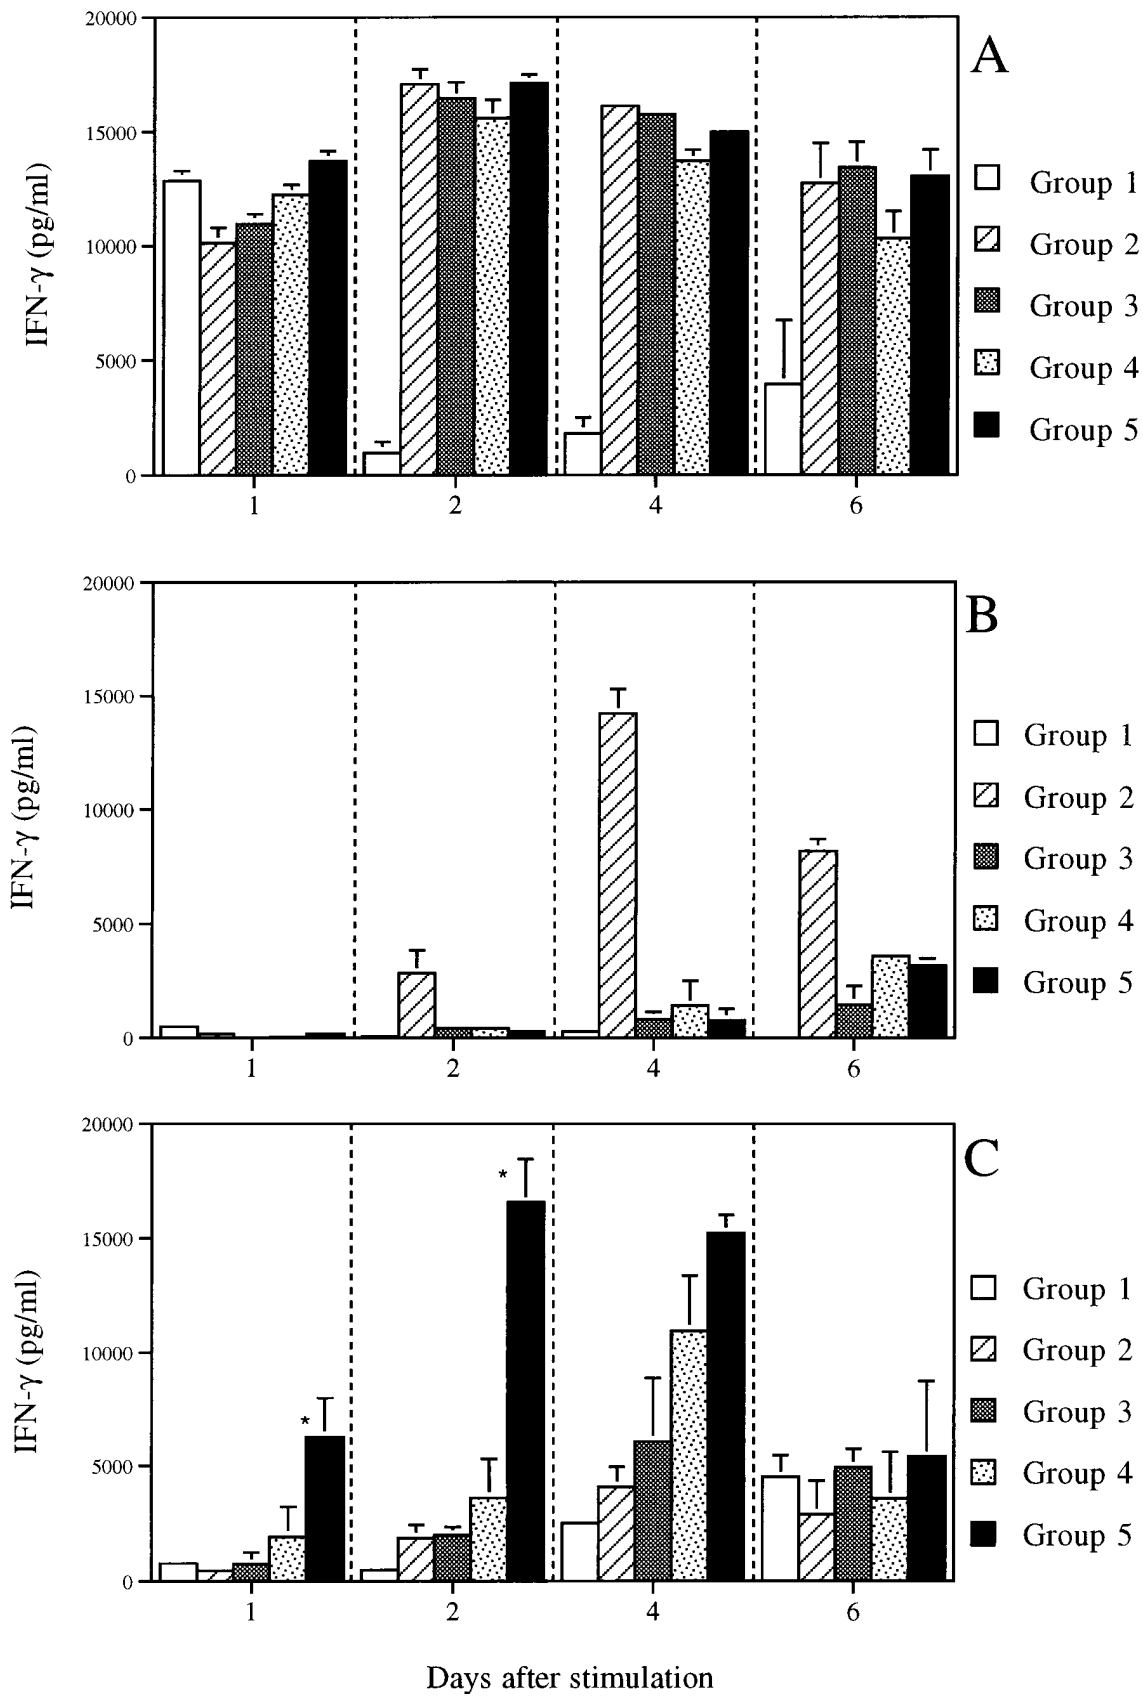 A
IFN-γ (pg/ml)
20000
15000
10000
5000
0
1 2 4 6
Group 1
Group 2
Group 3
Group 4
Group 5
B
IFN-γ (pg/ml)
20000
15000
10000
5000
0
1 2 4 6
Group 1
Group 2
Group 3
Group 4
Group 5
C
IFN-γ (pg/ml)
20000
15000
10000
5000
0
*
*
1 2 4 6
Group 1
Group 2
Group 3
Group 4
Group 5
Days after stimulation